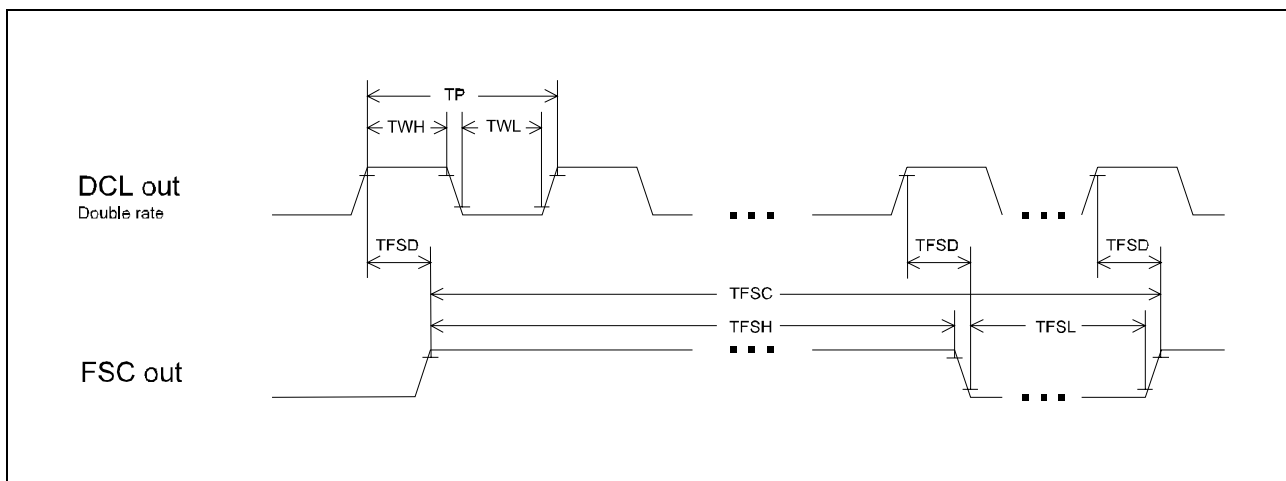 TP
TWH
TWL
DCL out
Double rate
TFSD
TFSD
TFSD
TFSC
TFSH
TFSL
FSC out